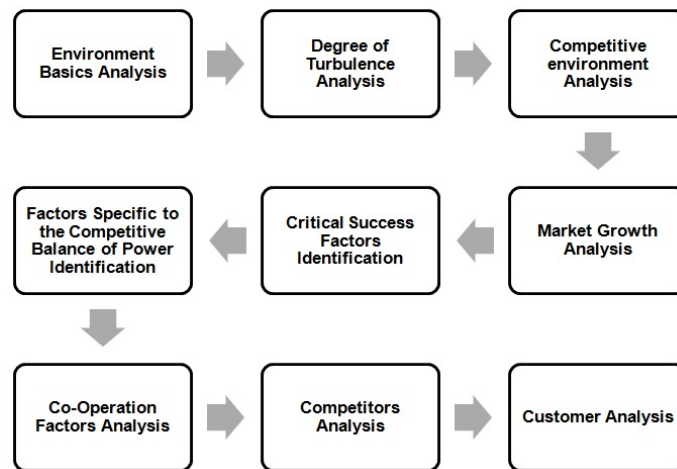 Environment
Basics Analysis
Degree of
Turbulence
Analysis
Competitive
environment
Analysis
Market Growth
Analysis
Critical Success
Factors
Identification
Factors Specific to
the Competitive
Balance of Power
Identification
Co-Operation
Factors Analysis
Competitors
Analysis
Customer Analysis